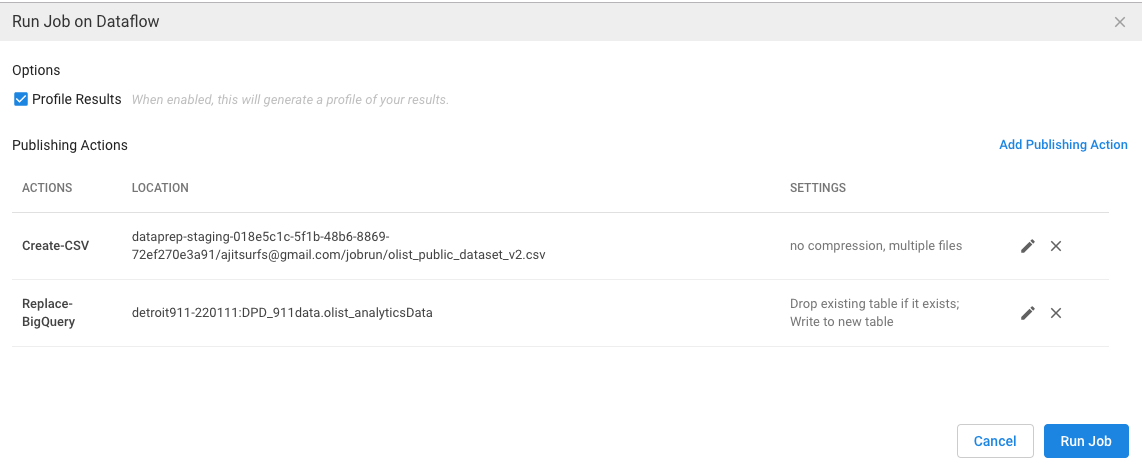 Run Job on Dataflow
Options
Profile Results When enabled, this will generate a profile of your results.
Publishing Actions Add Publishing Action
ACTIONS LOCATION SETTINGS
Create-CSV
dataprep-staging-018e5c1c-5f1b-48b6-8869-
72ef270e3a91/ajitsurfs@gmail.com/jobrun/olist_public_dataset_v2.csv
no compression, multiple files
Replace-
BigQuery
detroit911-220111:DPD_911data.olist_analyticsData
Drop existing table if it exists;
Write to new table
Cancel Run Job